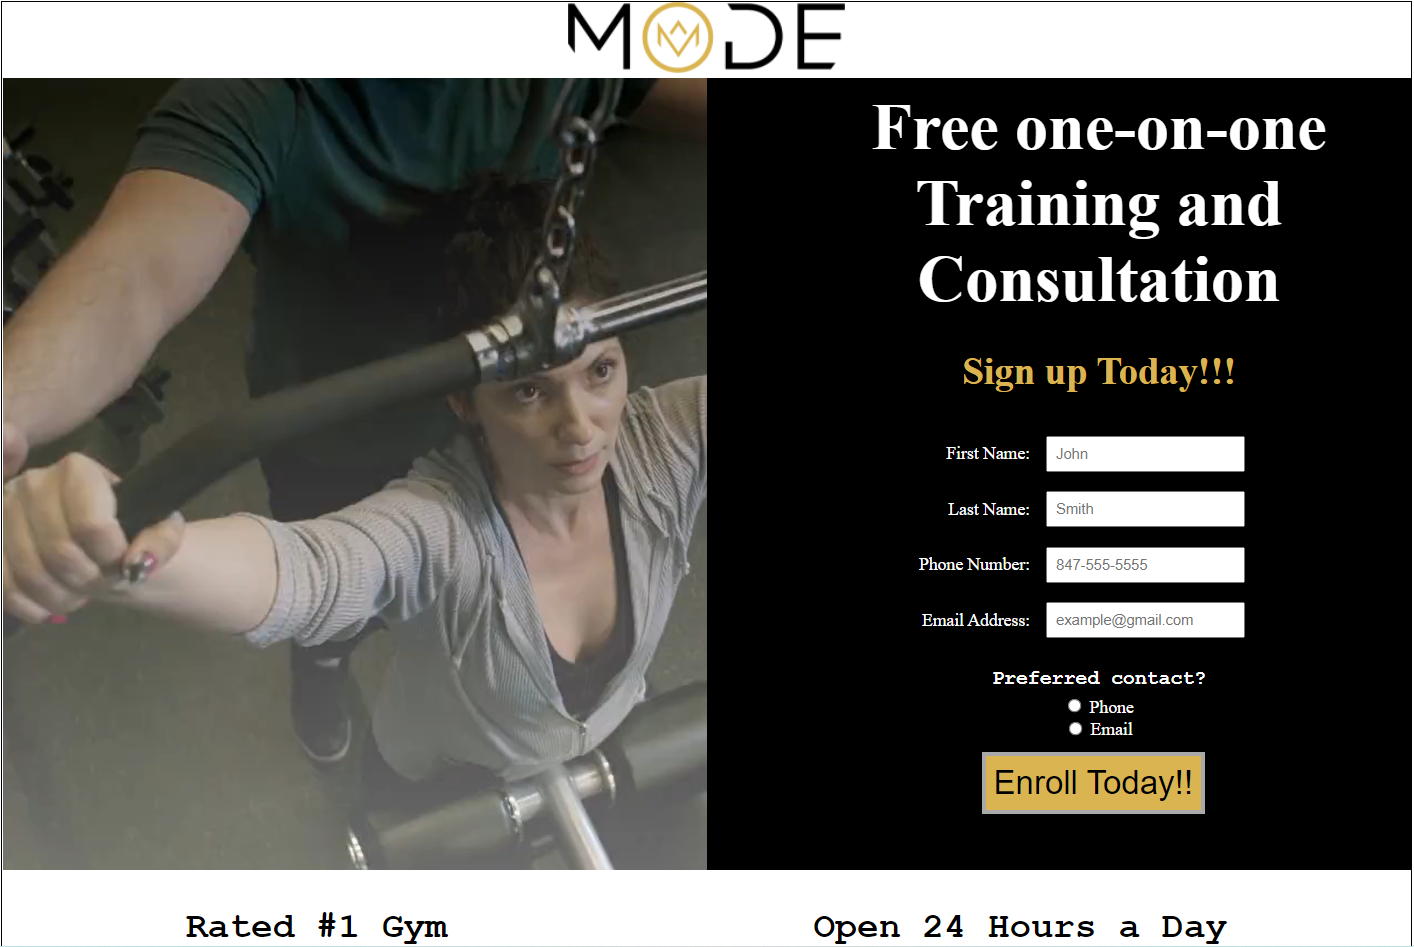 MODE
Free one-on-one
Training and
Consultation
Sign up Today!!!
First Name: John
Last Name: Smith
Phone Number: 847-555-5555
Email Address: example@gmail.com
Preferred contact?
Phone
Email
Enroll Today!!
Rated #1 Gym Open 24 Hours a Day